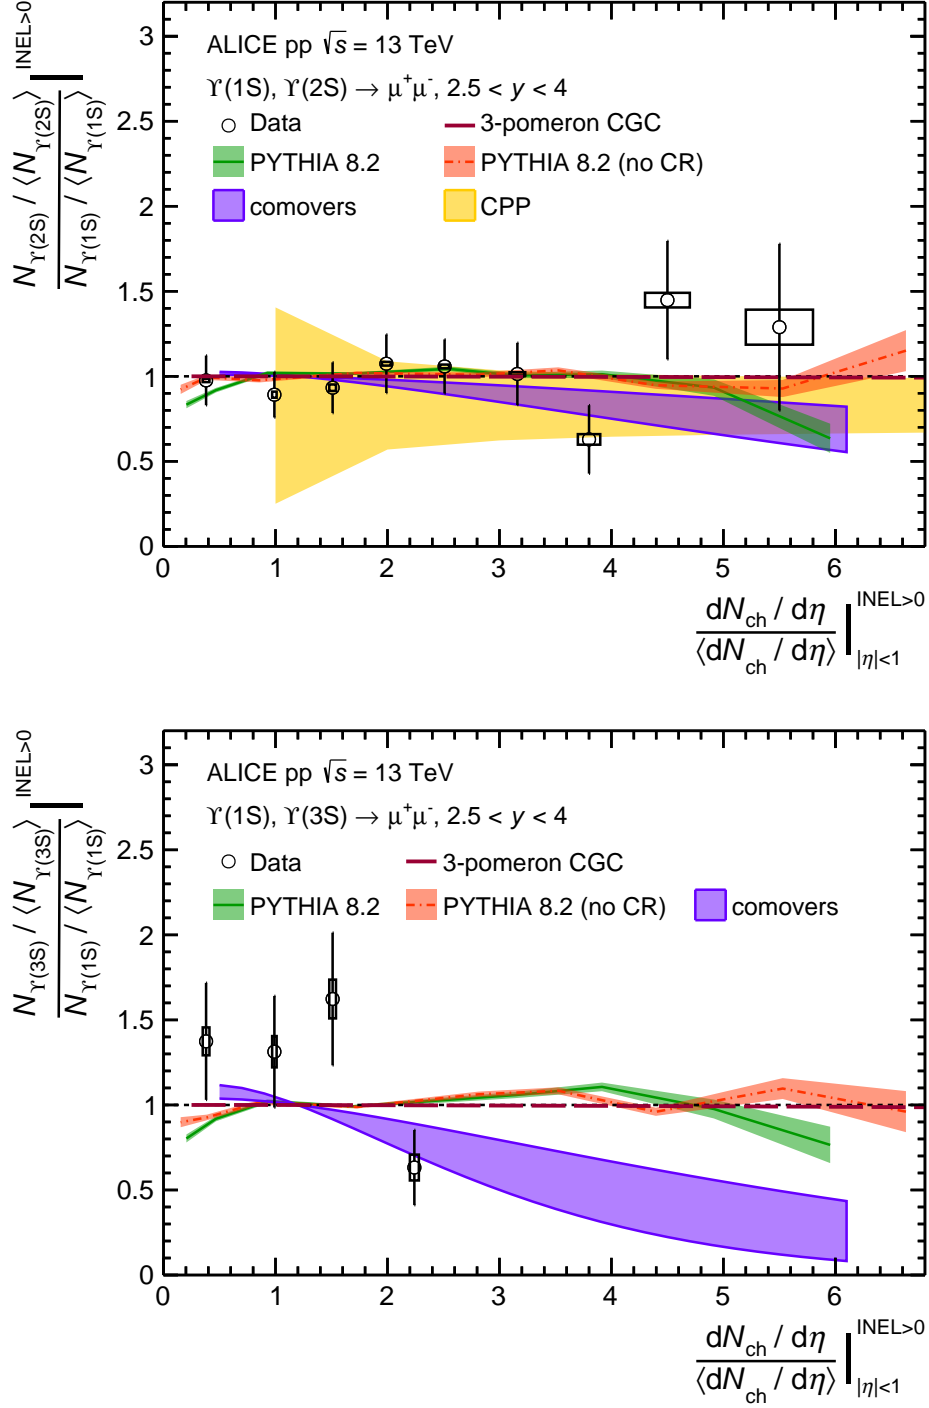 N_ϒ(2S) / ⟨N_ϒ(2S)⟩
N_ϒ(1S) / ⟨N_ϒ(1S)⟩
INEL>0
3
2.5
2
1.5
1
0.5
0
ALICE pp √s = 13 TeV
ϒ(1S), ϒ(2S) → μ⁺μ⁻, 2.5 < y < 4
Data
3-pomeron CGC
PYTHIA 8.2
PYTHIA 8.2 (no CR)
comovers
CPP
0 1 2 3 4 5 6
dN_ch / dη
⟨dN_ch / dη⟩
INEL>0
|η|<1
N_ϒ(3S) / ⟨N_ϒ(3S)⟩
N_ϒ(1S) / ⟨N_ϒ(1S)⟩
INEL>0
3
2.5
2
1.5
1
0.5
0
ALICE pp √s = 13 TeV
ϒ(1S), ϒ(3S) → μ⁺μ⁻, 2.5 < y < 4
Data
3-pomeron CGC
PYTHIA 8.2
PYTHIA 8.2 (no CR)
comovers
0 1 2 3 4 5 6
dN_ch / dη
⟨dN_ch / dη⟩
INEL>0
|η|<1